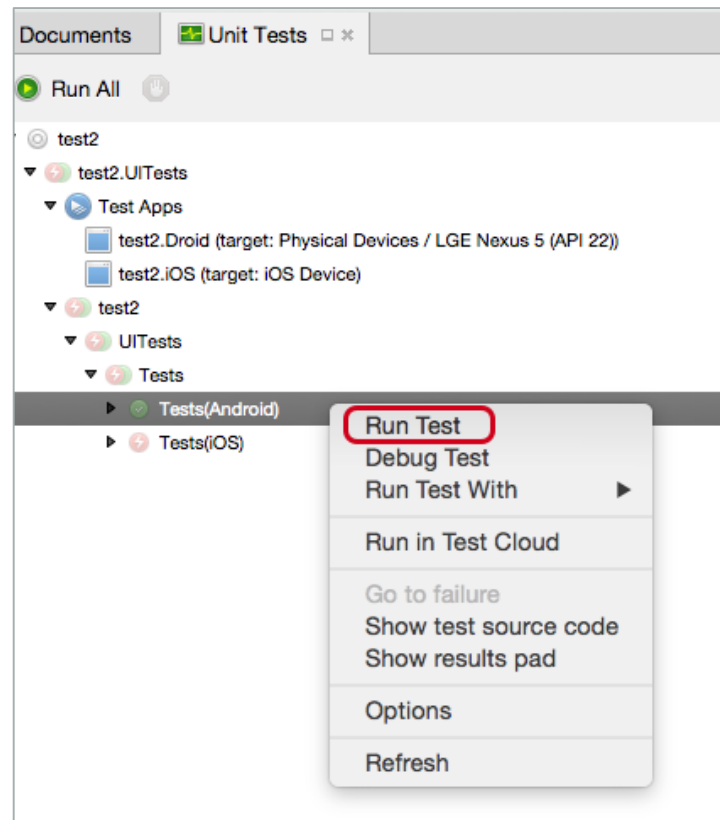 Documents
Unit Tests
Run All
test2
test2.UITests
Test Apps
test2.Droid (target: Physical Devices / LGE Nexus 5 (API 22))
test2.iOS (target: iOS Device)
test2
UITests
Tests
Tests(Android)
Tests(iOS)
Run Test
Debug Test
Run Test With
Run in Test Cloud
Go to failure
Show test source code
Show results pad
Options
Refresh